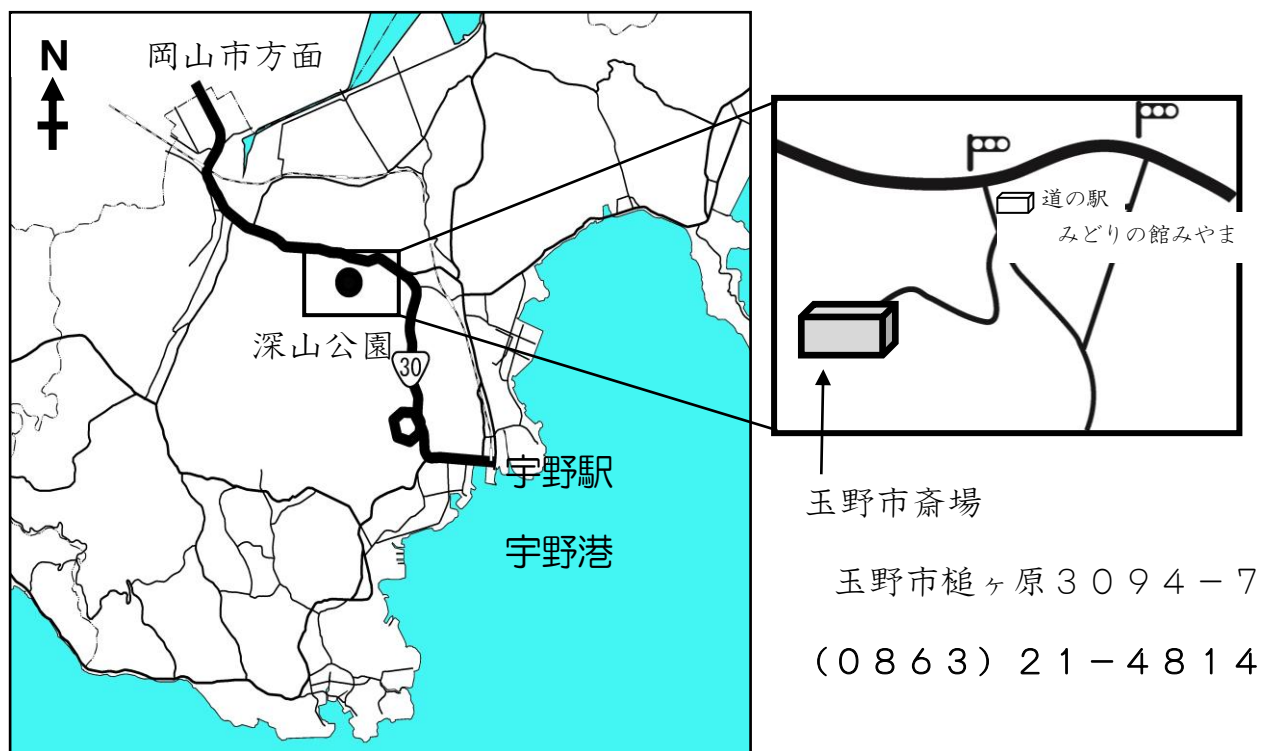 N
岡山市方面
深山公園
30
宇野駅
宇野港
道の駅
みどりの館みやま
玉野市斎場
玉野市槌ヶ原3094-7
(0863)21-4814